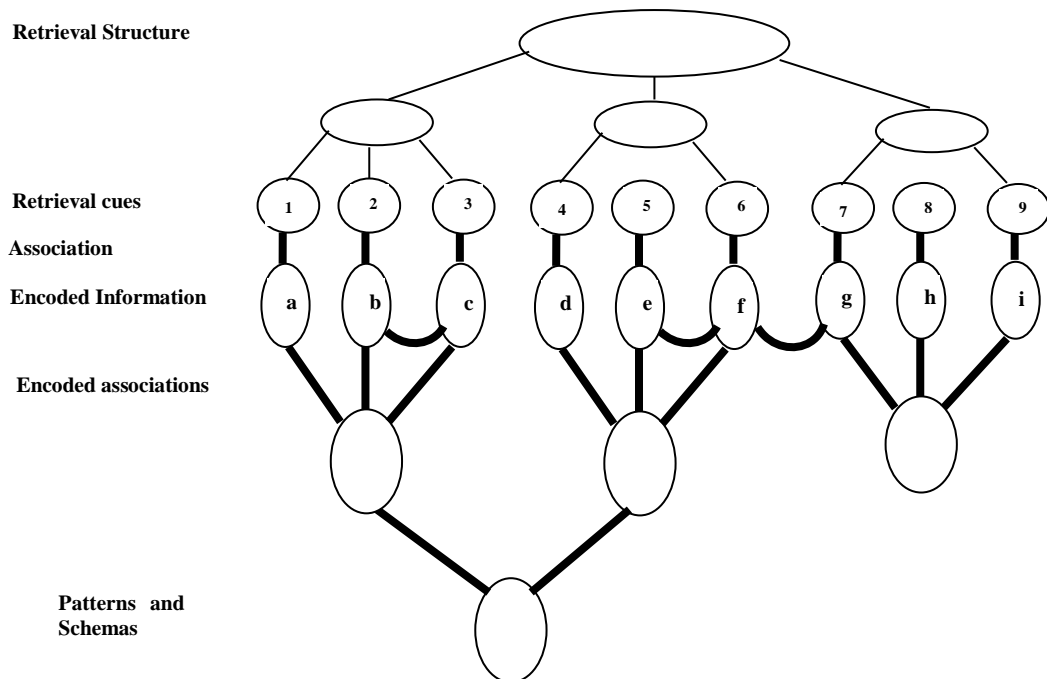 Retrieval Structure
Retrieval cues
1 2 3 4 5 6 7 8 9
Association
Encoded Information
a b c d e f g h i
Encoded associations
Patterns and
Schemas